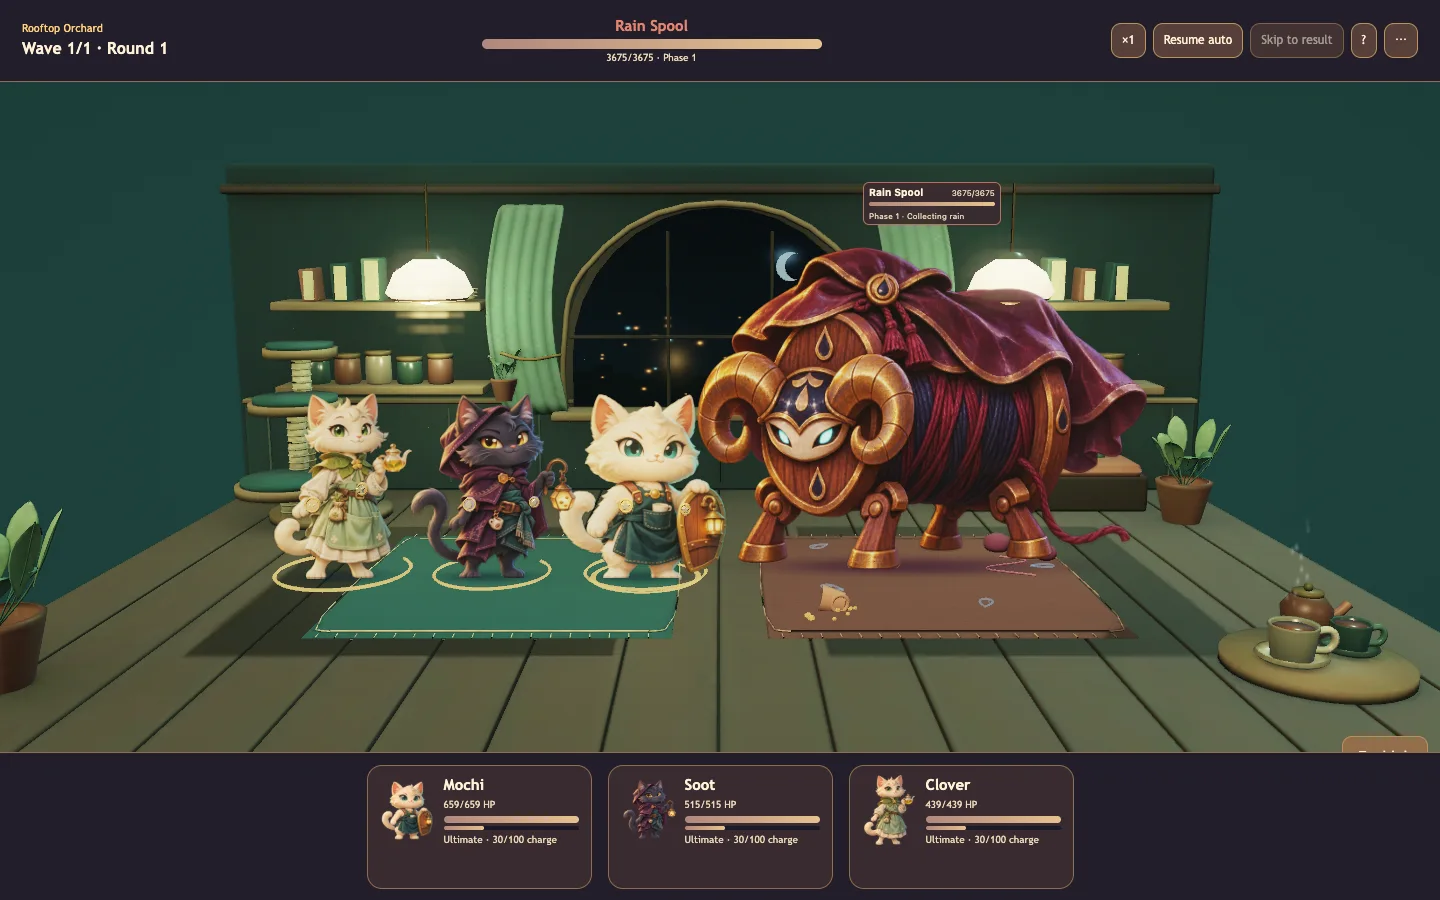 Rooftop Orchard
Wave 1/1 · Round 1
Rain Spool
3675/3675 · Phase 1
×1
Resume auto
Skip to result
?
···
Rain Spool 3675/3675
Phase 1 · Collecting rain
Mochi
659/659 HP
Ultimate · 30/100 charge
Soot
515/515 HP
Ultimate · 30/100 charge
Clover
439/439 HP
Ultimate · 30/100 charge